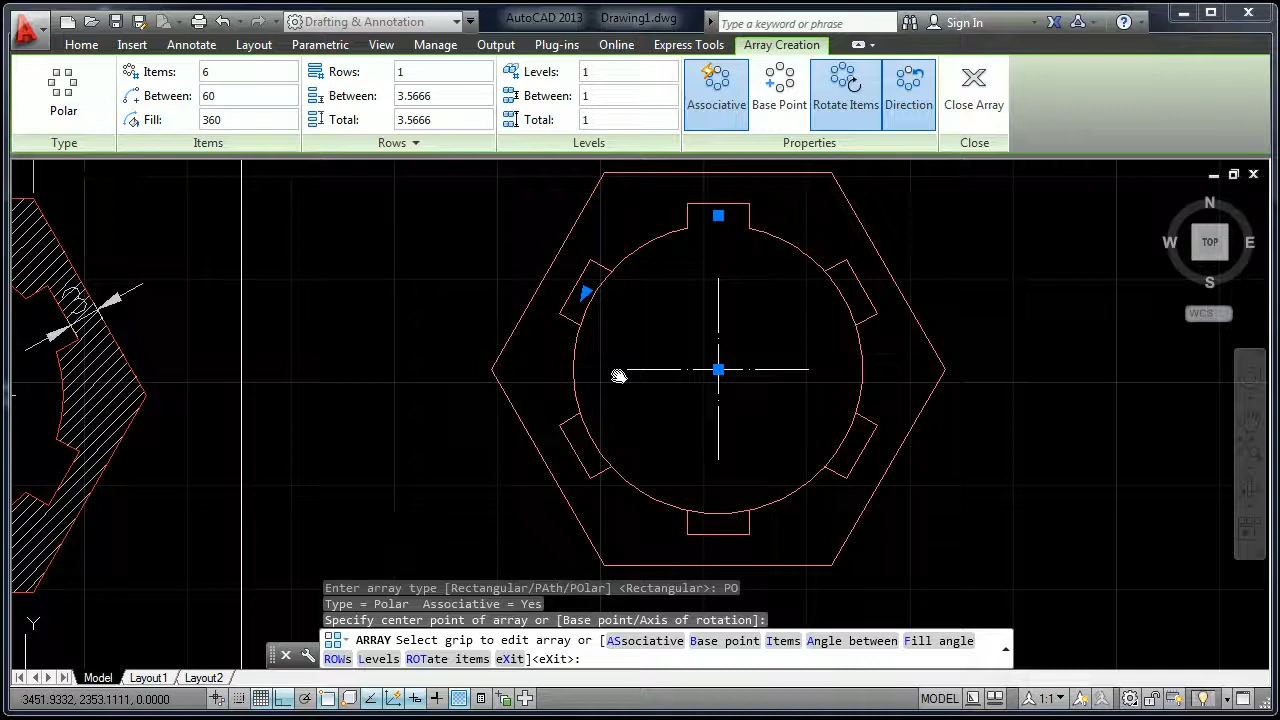 Drafting & Annotation
AutoCAD 2013 Drawing1.dwg
Type a keyword or phrase
Sign In
Home Insert Annotate Layout Parametric View Manage Output Plug-ins Online Express Tools Array Creation
Polar
Type
Items: 6
Between: 60
Fill: 360
Items
Rows: 1
Between: 3.5666
Total: 3.5666
Rows
Levels: 1
Between: 1
Total: 1
Levels
Associative Base Point Rotate Items Direction
Properties
Close Array
Close
N
W TOP E
S
WCS
Y
Enter array type [Rectangular/PAth/POlar] <Rectangular>: PO
Type = Polar Associative = Yes
Specify center point of array or [Base point/Axis of rotation]:
ARRAY Select grip to edit array or [ASsociative Base point Items Angle between Fill angle
ROWs Levels ROTate items eXit]<eXit>:
Model Layout1 Layout2
3451.9332, 2353.1111, 0.0000
MODEL
1:1